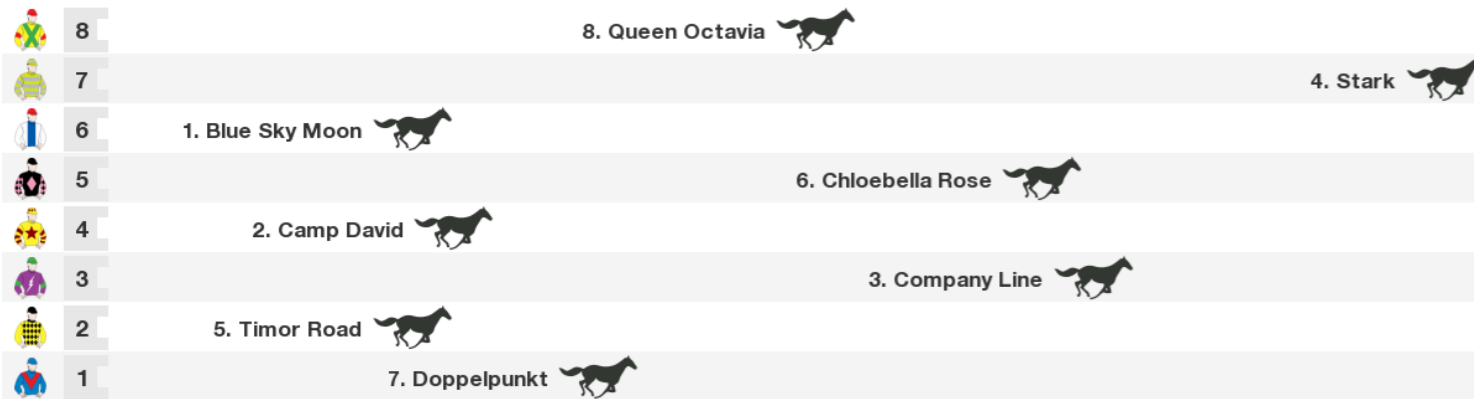 8 8. Queen Octavia
7 4. Stark
6 1. Blue Sky Moon
5 6. Chloebella Rose
4 2. Camp David
3 3. Company Line
2 5. Timor Road
1 7. Doppelpunkt